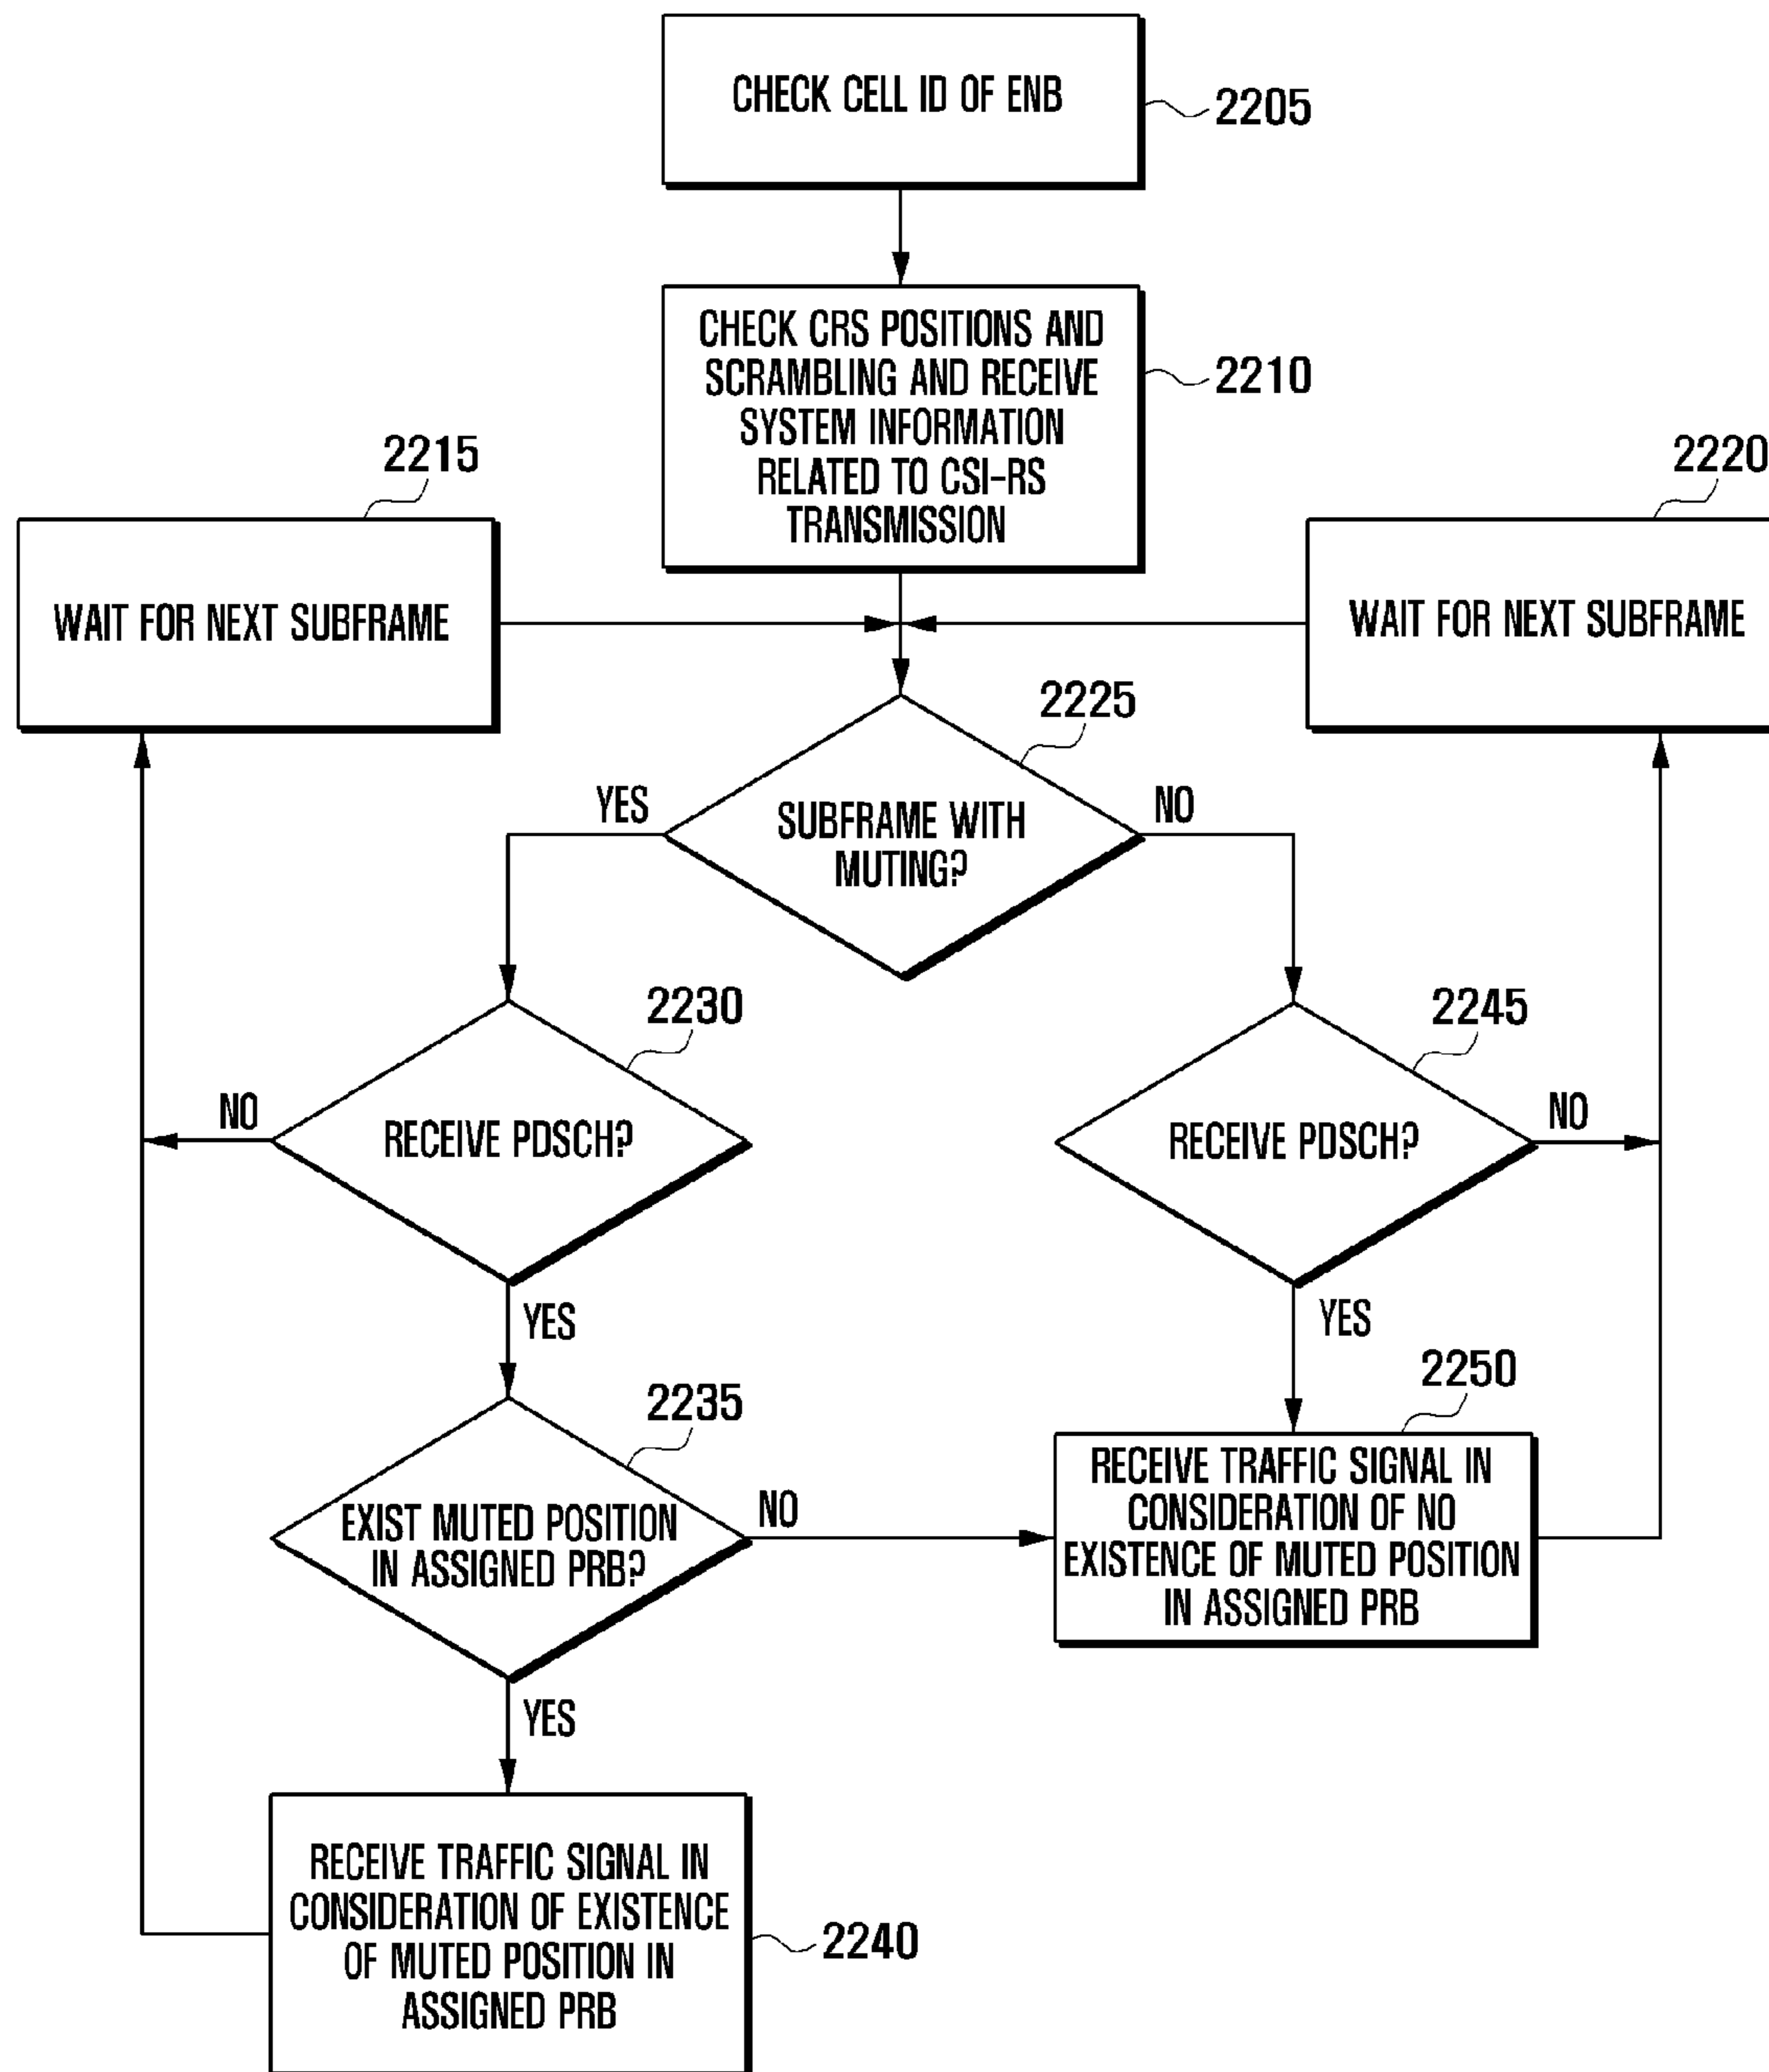 CHECK CELL ID OF ENB
2205
CHECK CRS POSITIONS AND
SCRAMBLING AND RECEIVE
SYSTEM INFORMATION
RELATED TO CSI-RS
TRANSMISSION
2210
2215
WAIT FOR NEXT SUBFRAME
2220
WAIT FOR NEXT SUBFRAME
2225
SUBFRAME WITH
MUTING?
YES
NO
2230
RECEIVE PDSCH?
NO
YES
2245
RECEIVE PDSCH?
NO
YES
2235
EXIST MUTED POSITION
IN ASSIGNED PRB?
NO
YES
2250
RECEIVE TRAFFIC SIGNAL IN
CONSIDERATION OF NO
EXISTENCE OF MUTED POSITION
IN ASSIGNED PRB
RECEIVE TRAFFIC SIGNAL IN
CONSIDERATION OF EXISTENCE
OF MUTED POSITION IN
ASSIGNED PRB
2240